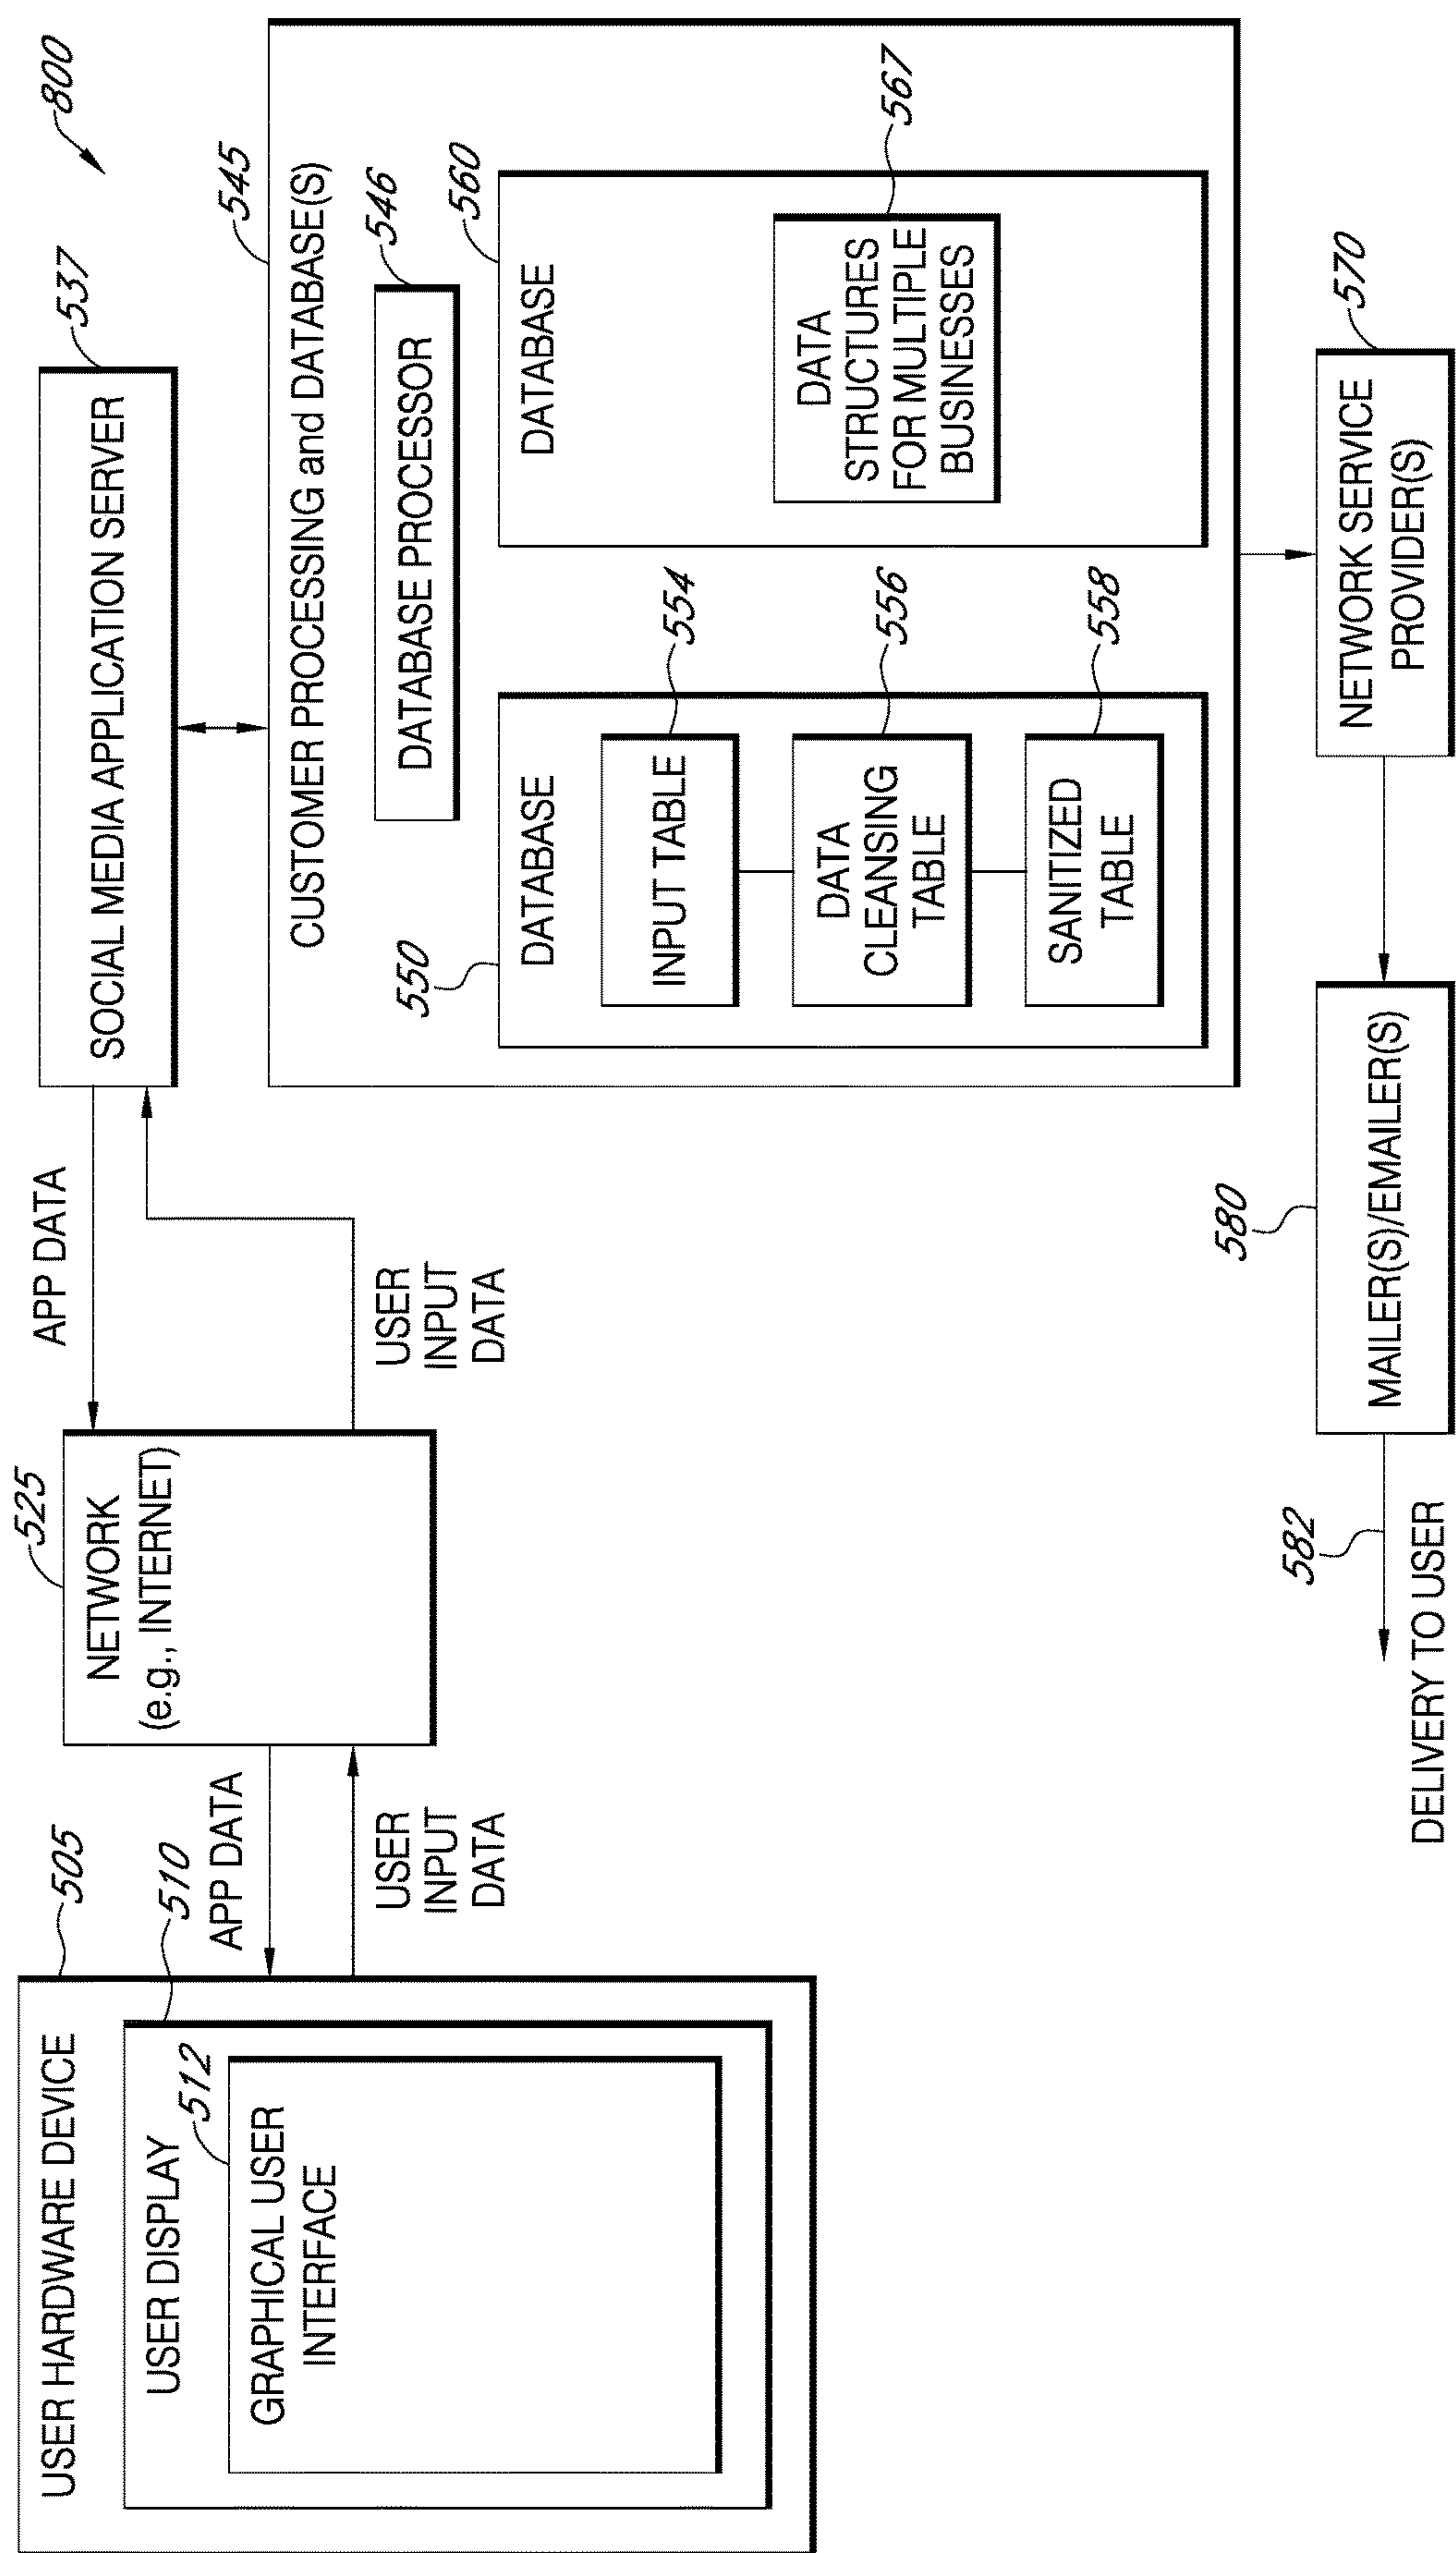 800
USER HARDWARE DEVICE
505
USER DISPLAY
510
512
GRAPHICAL USER
INTERFACE
APP DATA
USER
INPUT
DATA
525
NETWORK
(e.g., INTERNET)
APP DATA
USER
INPUT
DATA
537
SOCIAL MEDIA APPLICATION SERVER
545
CUSTOMER PROCESSING and DATABASE(S)
546
DATABASE PROCESSOR
550
DATABASE
554
INPUT TABLE
556
DATA
CLEANSING
TABLE
558
SANITIZED
TABLE
560
DATABASE
567
DATA
STRUCTURES
FOR MULTIPLE
BUSINESSES
570
NETWORK SERVICE
PROVIDER(S)
580
MAILER(S)/EMAILER(S)
582
DELIVERY TO USER